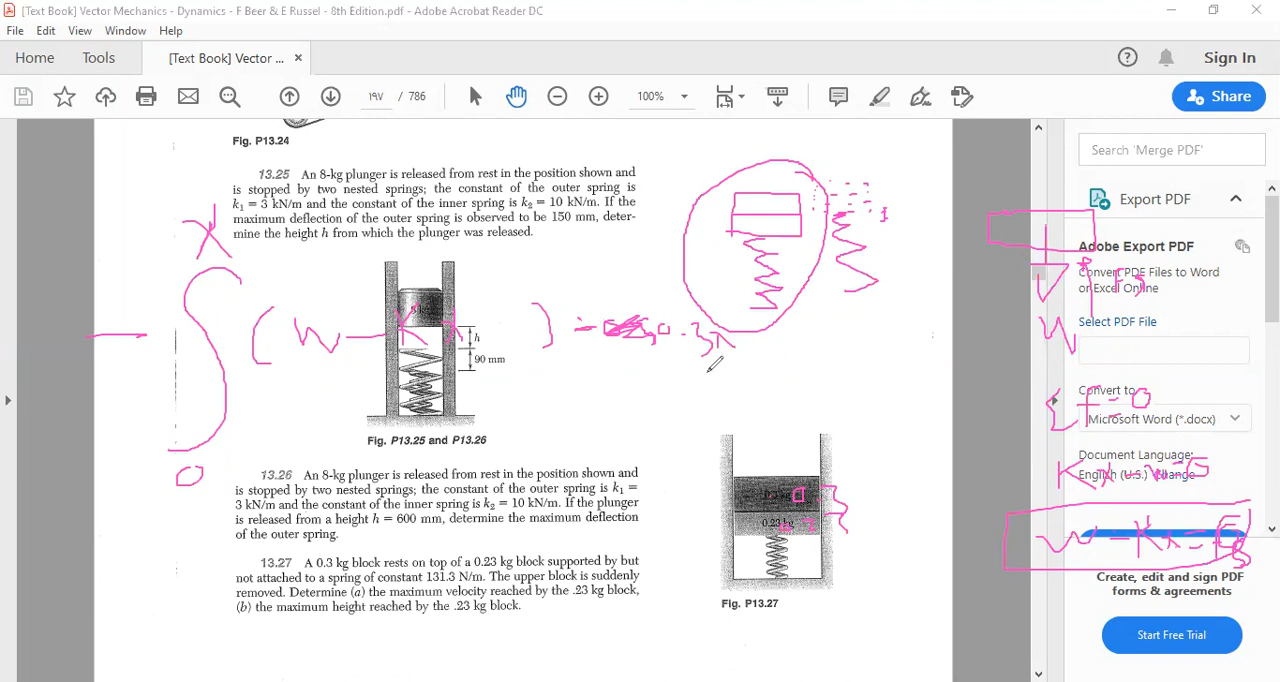 [Text Book] Vector Mechanics - Dynamics - F Beer & E Russel - 8th Edition.pdf - Adobe Acrobat Reader DC
File Edit View Window Help
Home Tools [Text Book] Vector ... × Sign In
١٩٧ / 786 100% Share
Fig. P13.24
13.25 An 8-kg plunger is released from rest in the position shown and
is stopped by two nested springs; the constant of the outer spring is
k₁ = 3 kN/m and the constant of the inner spring is k₂ = 10 kN/m. If the
maximum deflection of the outer spring is observed to be 150 mm, deter-
mine the height h from which the plunger was released.
x
h
90 mm
0
( W - K x )
Fig. P13.25 and P13.26
13.26 An 8-kg plunger is released from rest in the position shown and
is stopped by two nested springs; the constant of the outer spring is k₁ =
3 kN/m and the constant of the inner spring is k₂ = 10 kN/m. If the plunger
is released from a height h = 600 mm, determine the maximum deflection
of the outer spring.
13.27 A 0.3 kg block rests on top of a 0.23 kg block supported by but
not attached to a spring of constant 131.3 N/m. The upper block is suddenly
removed. Determine (a) the maximum velocity reached by the .23 kg block,
(b) the maximum height reached by the .23 kg block.
0.23 kg
Fig. P13.27
Search 'Merge PDF'
Export PDF
Adobe Export PDF
Convert PDF Files to Word
or Excel Online
Select PDF File
Convert to
Microsoft Word (*.docx)
Document Language:
English (U.S.) Change
Create, edit and sign PDF
forms & agreements
Start Free Trial
W
Fs
Σ F = 0
Kx - w = 0